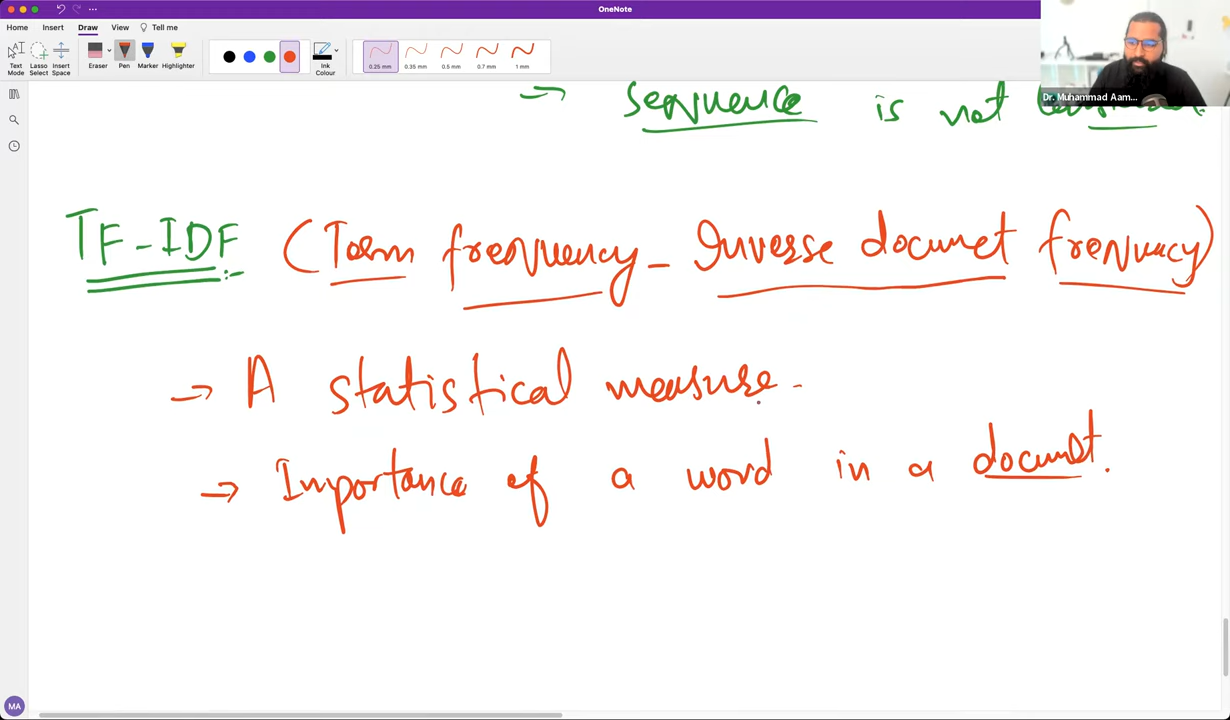 OneNote
Home Insert Draw View Tell me
Text Mode Lasso Select Insert Space Eraser Pen Marker Highlighter Ink Colour 0.25 mm 0.35 mm 0.5 mm 0.7 mm 1 mm
Dr. Muhammad Aam...
→ sequence is not
TF-IDF (Term frequency - Inverse documet frequency)
→ A statistical measure.
→ Importance of a word in a documet.
MA